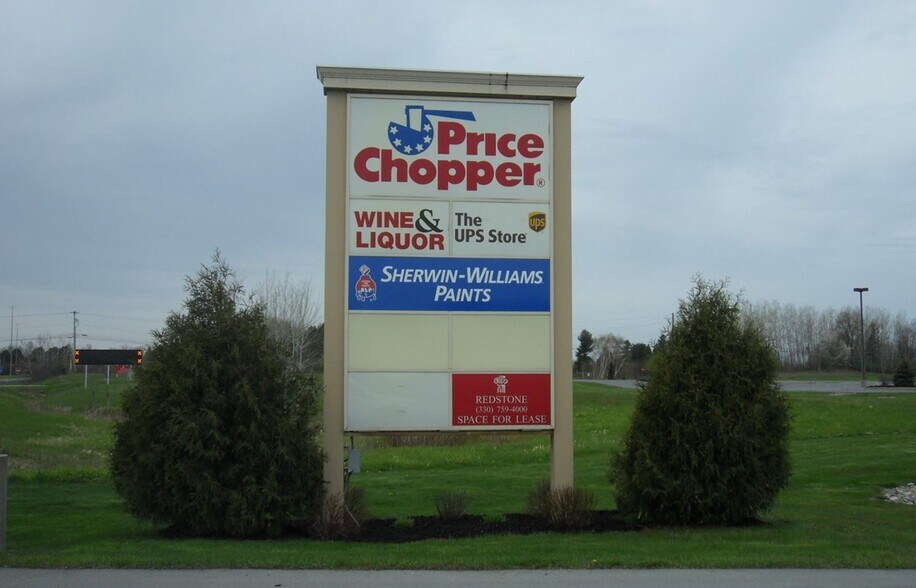 Price
Chopper®
WINE &
LIQUOR
The
UPS Store
ups
SHERWIN-WILLIAMS
PAINTS
REDSTONE
(330) 759-4000
SPACE FOR LEASE